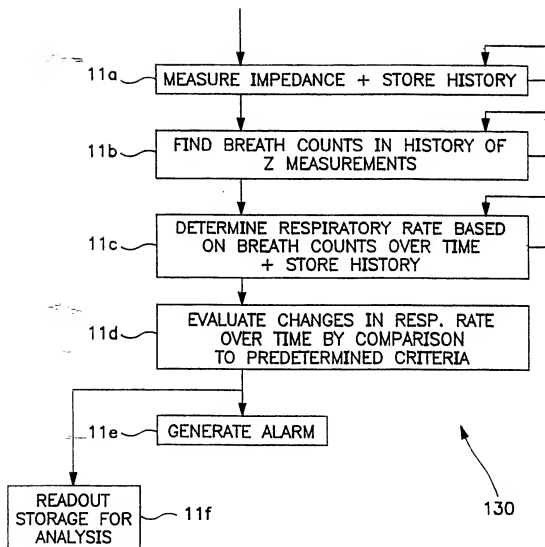 11a
MEASURE IMPEDANCE + STORE HISTORY
11b
FIND BREATH COUNTS IN HISTORY OF
Z MEASUREMENTS
11c
DETERMINE RESPIRATORY RATE BASED
ON BREATH COUNTS OVER TIME
+ STORE HISTORY
11d
EVALUATE CHANGES IN RESP. RATE
OVER TIME BY COMPARISON
TO PREDETERMINED CRITERIA
11e
GENERATE ALARM
READOUT
STORAGE FOR
ANALYSIS
11f
130